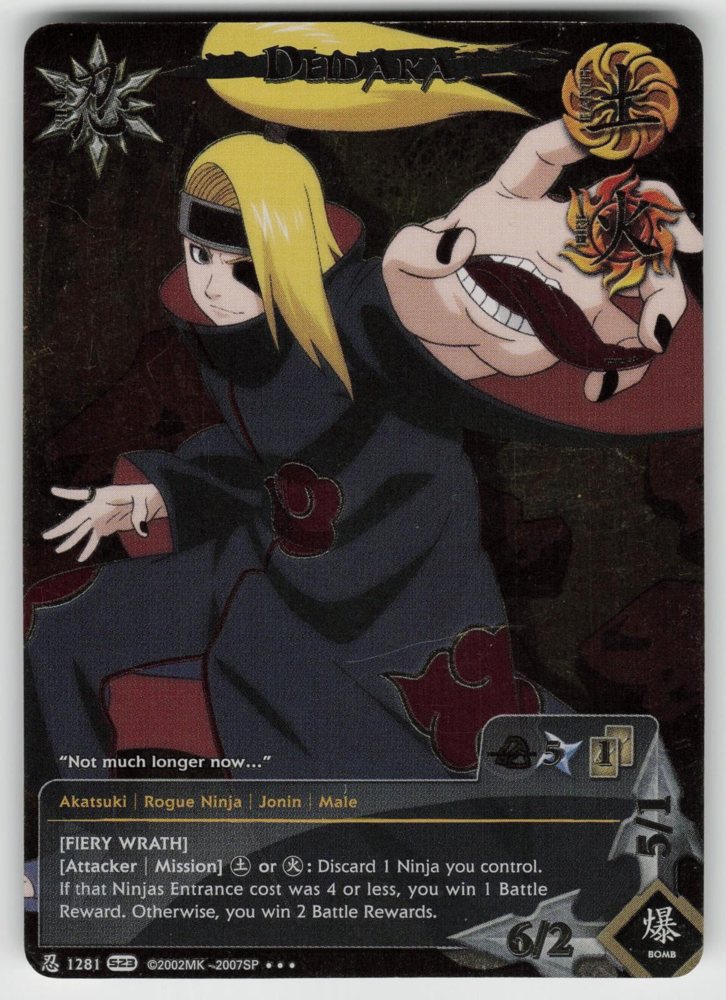 DEIDARA
忍
土
EARTH
火
FIRE
“Not much longer now...”
5 1
Akatsuki | Rogue Ninja | Jonin | Male
5/1
[FIERY WRATH]
[Attacker | Mission] 土 or 火: Discard 1 Ninja you control.
If that Ninjas Entrance cost was 4 or less, you win 1 Battle
Reward. Otherwise, you win 2 Battle Rewards.
6/2
爆
BOMB
忍 1281 S23 ©2002MK -2007SP •••